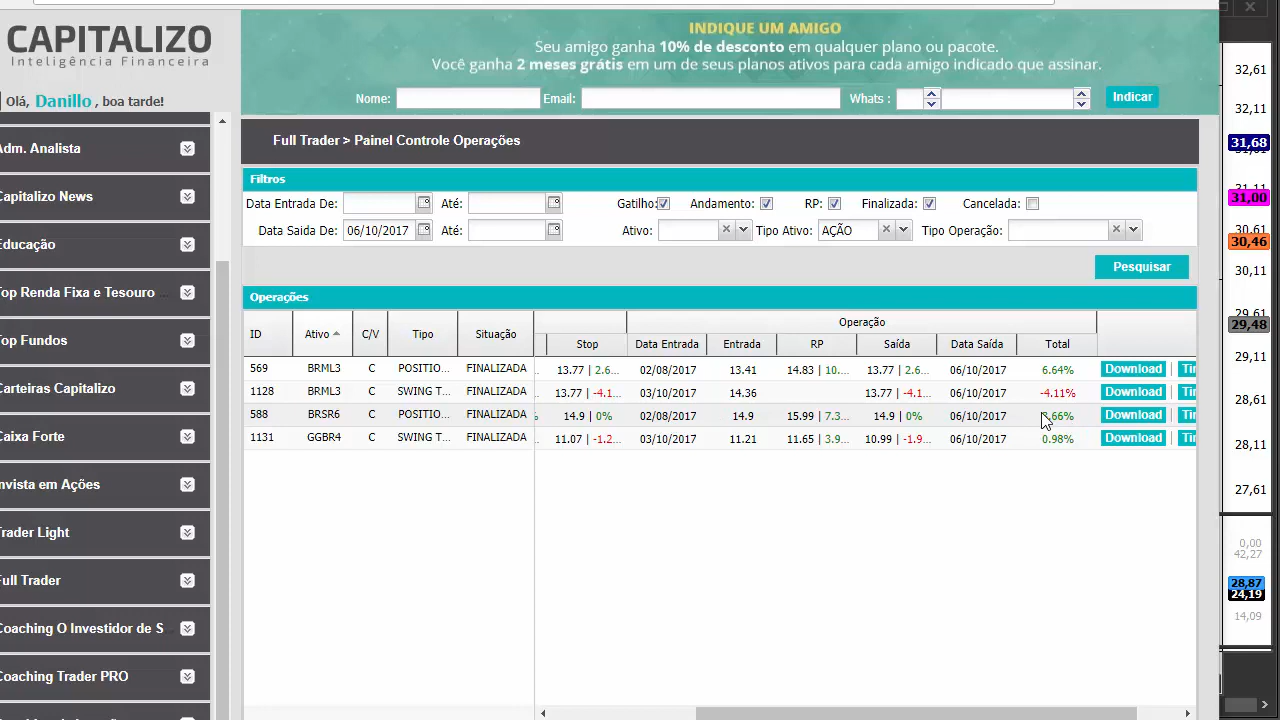 CAPITALIZO
Inteligência Financeira
Olá, Danillo , boa tarde!
INDIQUE UM AMIGO
Seu amigo ganha 10% de desconto em qualquer plano ou pacote.
Você ganha 2 meses grátis em um de seus planos ativos para cada amigo indicado que assinar.
Nome: Email: Whats : Indicar
Adm. Analista
Capitalizo News
Educação
Top Renda Fixa e Tesouro ...
Top Fundos
Carteiras Capitalizo
Caixa Forte
Invista em Ações
Trader Light
Full Trader
Coaching O Investidor de S...
Coaching Trader PRO
Full Trader > Painel Controle Operações
Filtros
Data Entrada De: Até: Gatilho: Andamento: RP: Finalizada: Cancelada:
Data Saida De: 06/10/2017 Até: Ativo: Tipo Ativo: AÇÃO Tipo Operação:
Pesquisar
Operações
Operação
ID Ativo C/V Tipo Situação Stop Data Entrada Entrada RP Saída Data Saída Total
569 BRML3 C POSITIO... FINALIZADA 13.77 | 2.6... 02/08/2017 13.41 14.83 | 10.... 13.77 | 2.6... 06/10/2017 6.64% Download
1128 BRML3 C SWING T... FINALIZADA 13.77 | -4.1... 03/10/2017 14.36 13.77 | -4.1... 06/10/2017 -4.11% Download
588 BRSR6 C POSITIO... FINALIZADA % 14.9 | 0% 02/08/2017 14.9 15.99 | 7.3... 14.9 | 0% 06/10/2017 .66% Download
1131 GGBR4 C SWING T... FINALIZADA 11.07 | -1.2... 03/10/2017 11.21 11.65 | 3.9... 10.99 | -1.9... 06/10/2017 0.98% Download
32,61
32,11
31,68
31,11
31,00
30,61
30,46
30,11
29,61
29,48
29,11
28,61
28,11
27,61
0,00
42,27
28,87
24,19
14,09